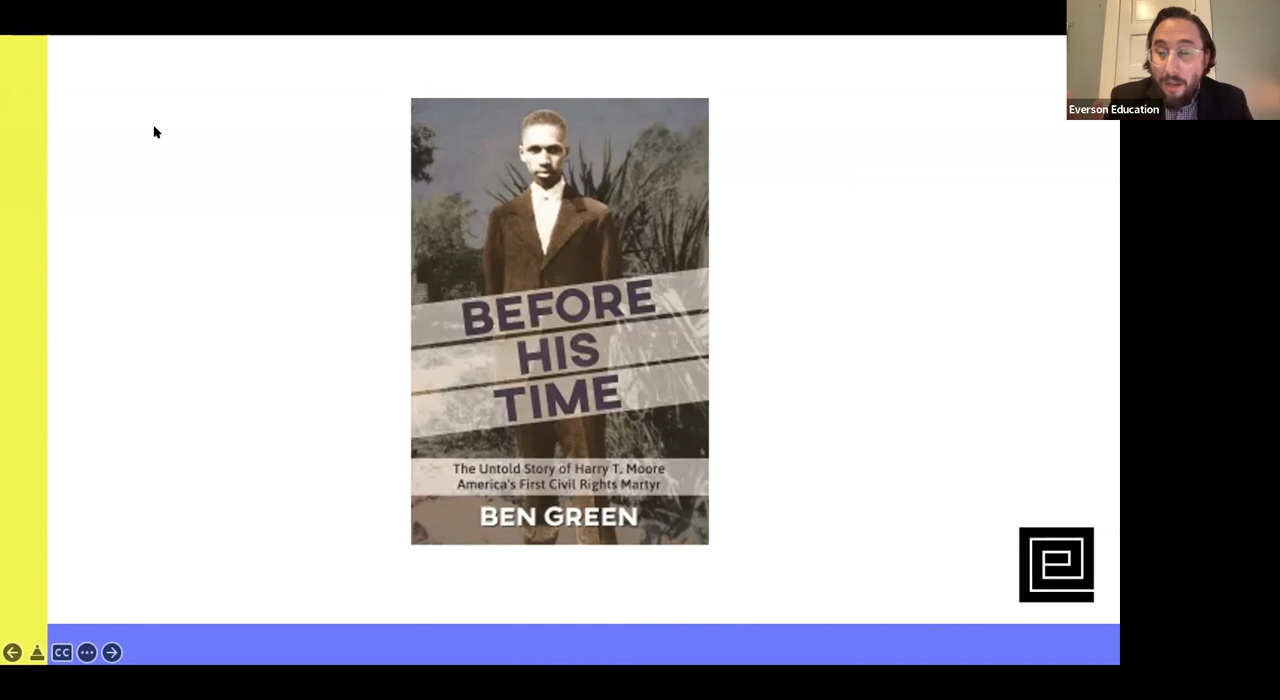 Everson Education
BEFORE
HIS
TIME
The Untold Story of Harry T. Moore
America's First Civil Rights Martyr
BEN GREEN
e
CC